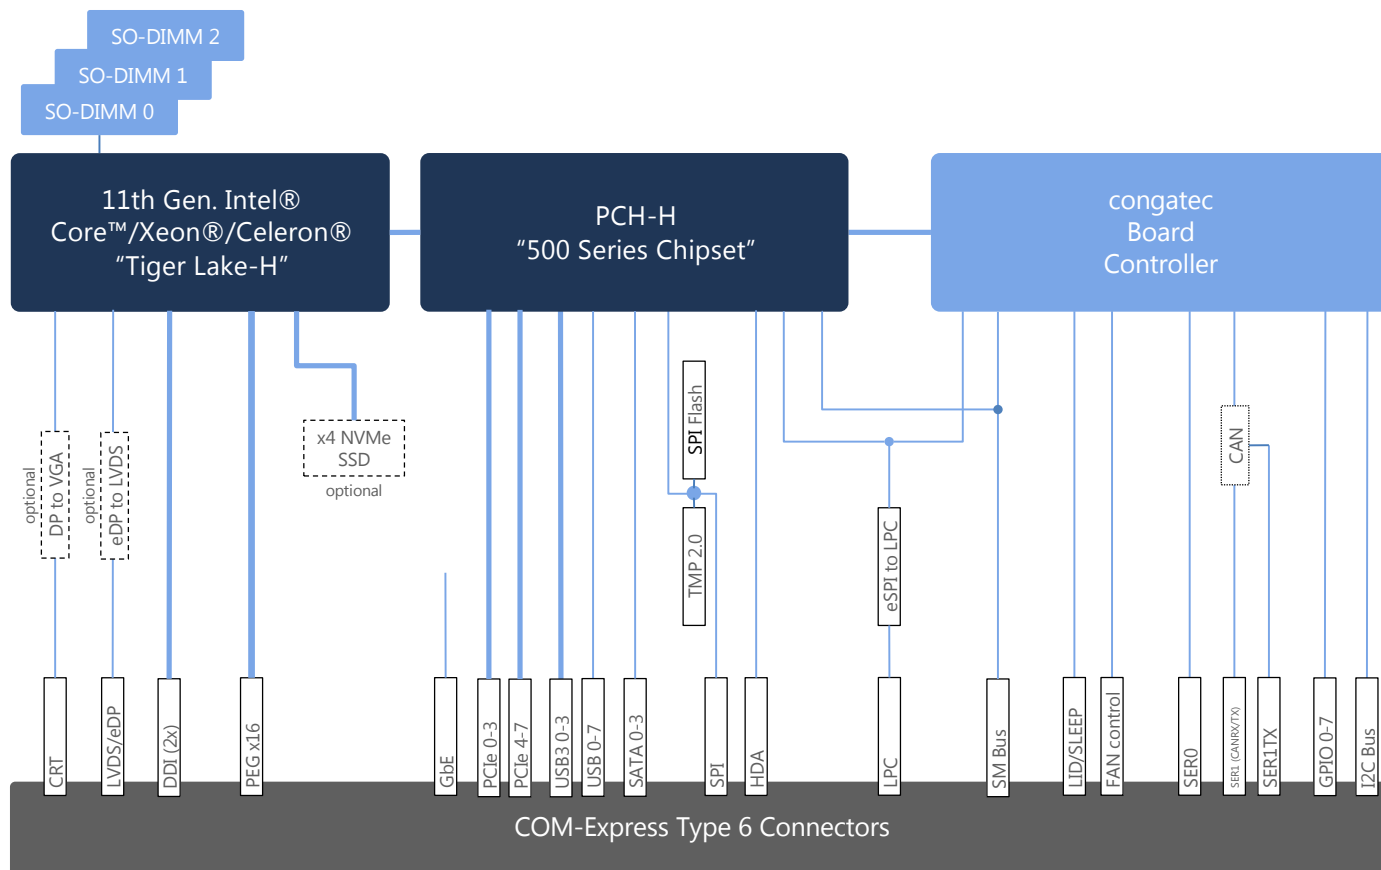 SO-DIMM 2
SO-DIMM 1
SO-DIMM 0
11th Gen. Intel®
Core™/Xeon®/Celeron®
“Tiger Lake-H”
PCH-H
“500 Series Chipset”
congatec
Board
Controller
optional
DP to VGA
optional
eDP to LVDS
x4 NVMe
SSD
optional
SPI Flash
TMP 2.0
eSPI to LPC
CAN
CRT
LVDS/eDP
DDI (2x)
PEG x16
GbE
PCIe 0-3
PCIe 4-7
USB3 0-3
USB 0-7
SATA 0-3
SPI
HDA
LPC
SM Bus
LID/SLEEP
FAN control
SER0
SER1 (CANRX/TX)
SER1TX
GPIO 0-7
I2C Bus
COM-Express Type 6 Connectors